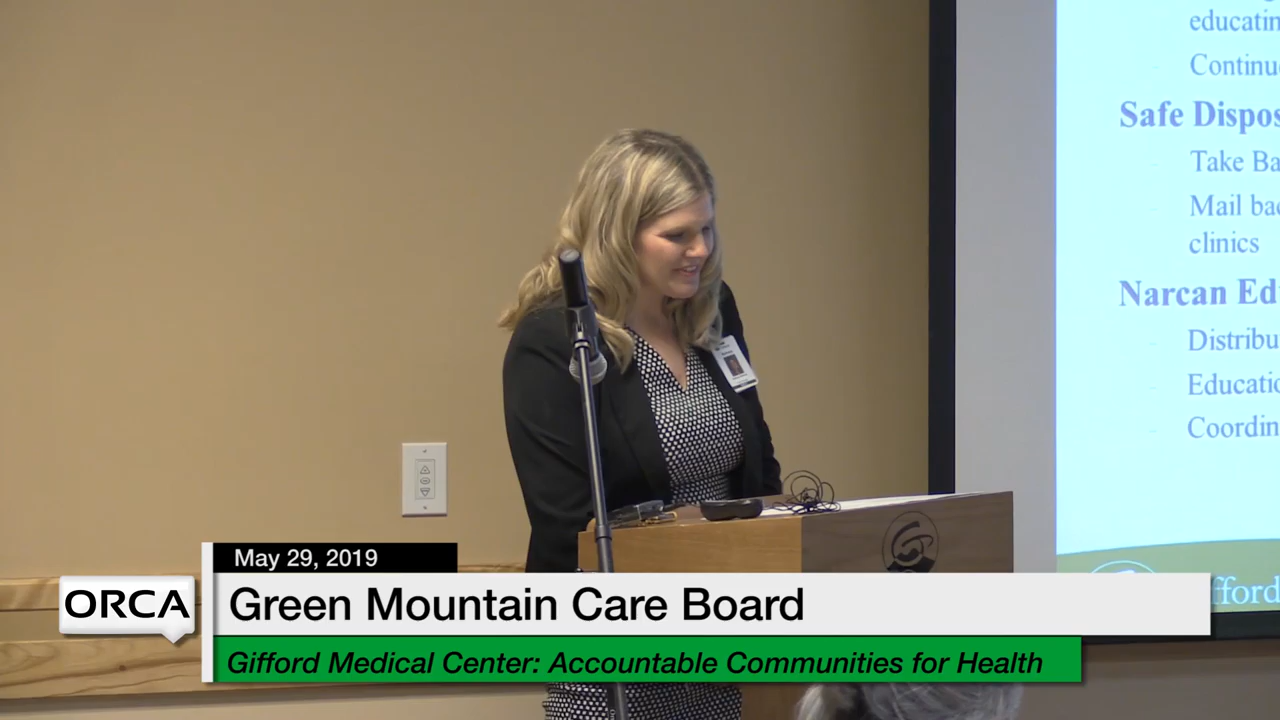 educatin
Continu
Safe Dispos
Take Ba
Mail bac
clinics
Narcan Ed
Distribu
Educatio
Coordin
fford
May 29, 2019
ORCA
Green Mountain Care Board
Gifford Medical Center: Accountable Communities for Health